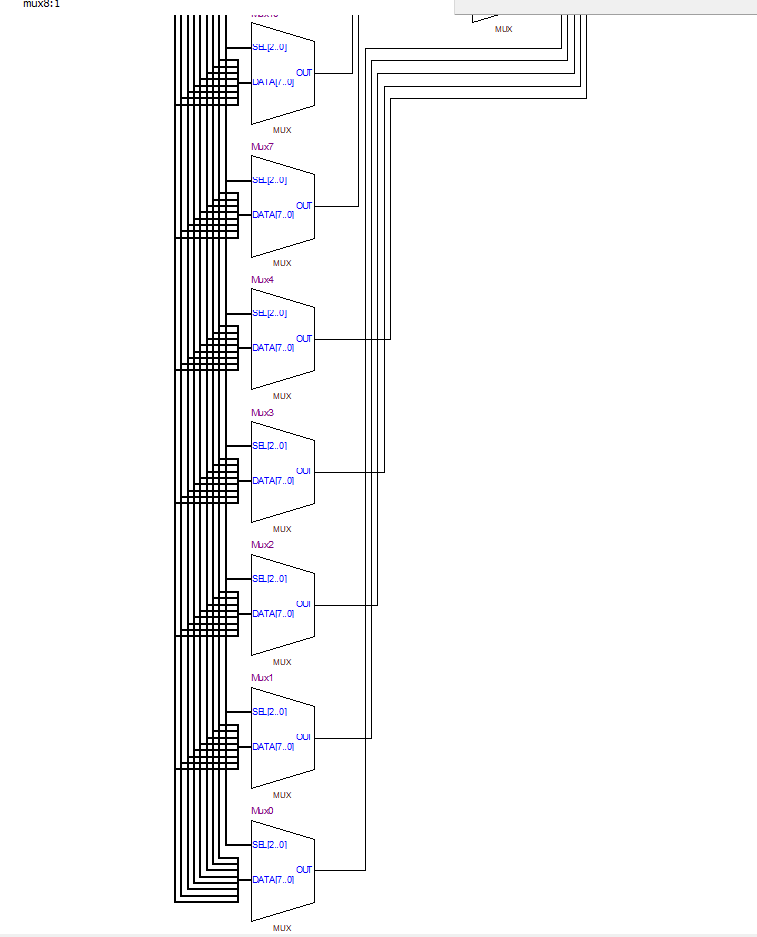 mux8:1
MUX
SEL[2..0]
OUT
DATA[7..0]
MUX
Mux7
SEL[2..0]
OUT
DATA[7..0]
MUX
Mux4
SEL[2..0]
OUT
DATA[7..0]
MUX
Mux3
SEL[2..0]
OUT
DATA[7..0]
MUX
Mux2
SEL[2..0]
OUT
DATA[7..0]
MUX
Mux1
SEL[2..0]
OUT
DATA[7..0]
MUX
Mux0
SEL[2..0]
OUT
DATA[7..0]
MUX